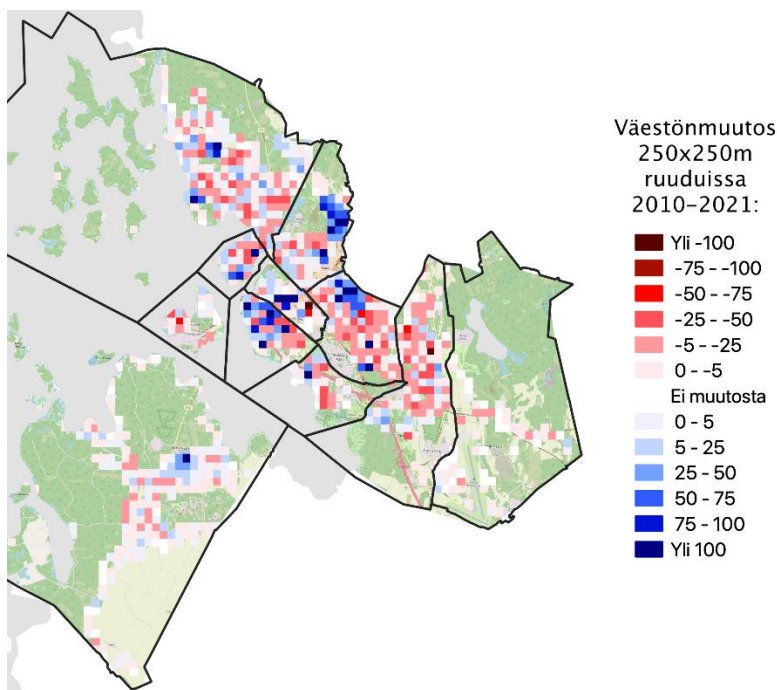 Väestönmuutos
250x250m
ruuduissa
2010–2021:
Yli -100
-75 - -100
-50 - -75
-25 - -50
-5 - -25
0 - -5
Ei muutosta
0 - 5
5 - 25
25 - 50
50 - 75
75 - 100
Yli 100